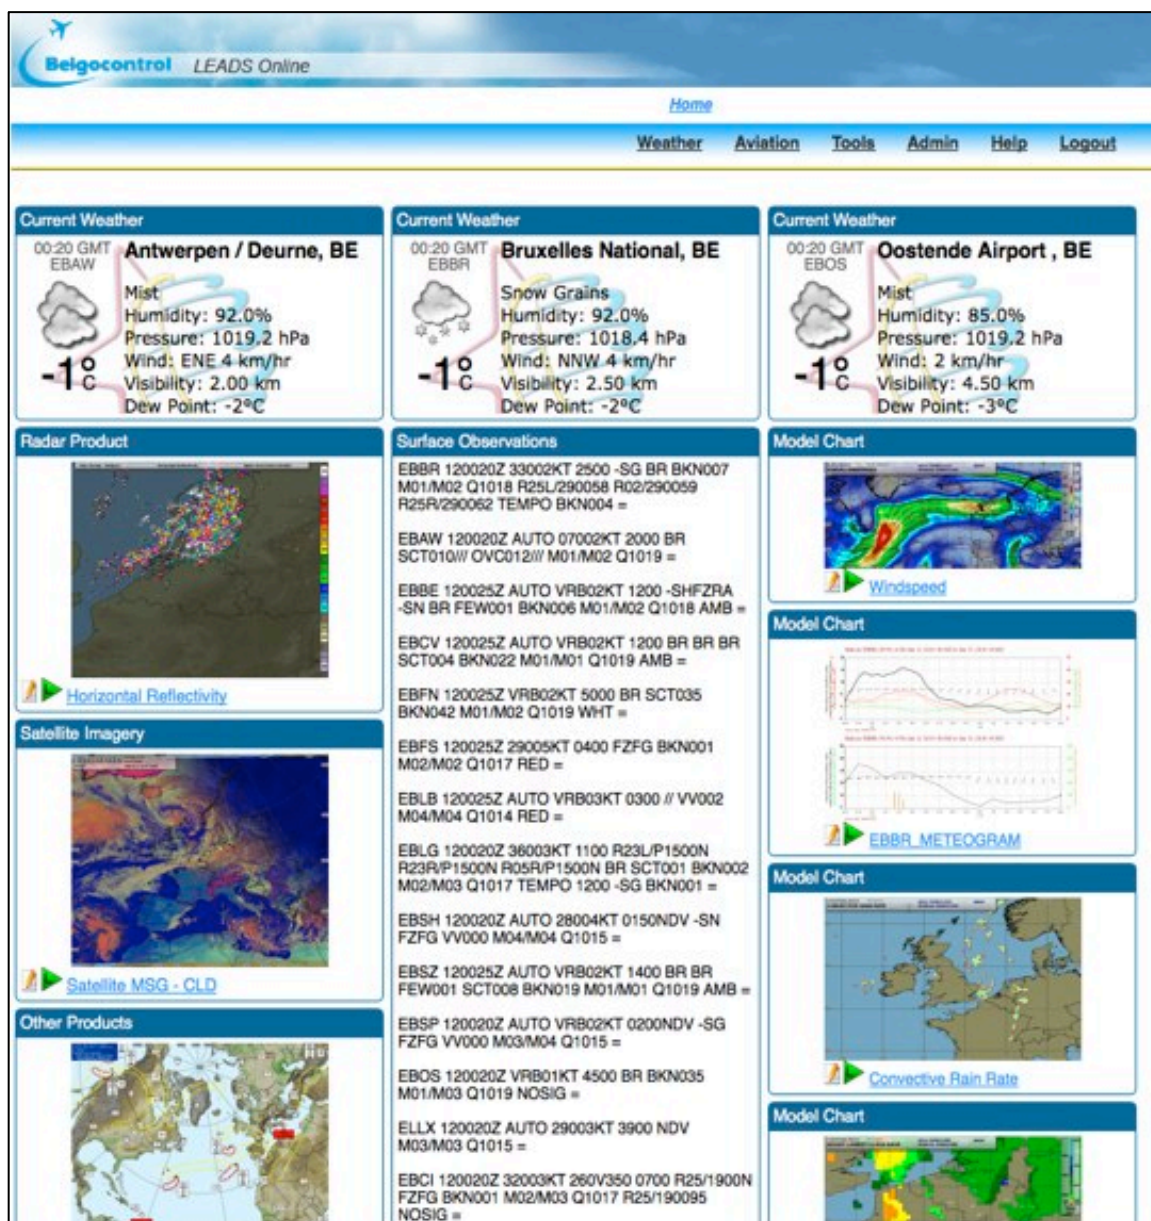 Belgocontrol LEADS Online
Home
Weather Aviation Tools Admin Help Logout
Current Weather
00:20 GMT
EBAW
Antwerpen / Deurne, BE
Mist
Humidity: 92.0%
Pressure: 1019.2 hPa
Wind: ENE 4 km/hr
Visibility: 2.00 km
Dew Point: -2°C
-1°C
Current Weather
00:20 GMT
EBBR
Bruxelles National, BE
Snow Grains
Humidity: 92.0%
Pressure: 1018.4 hPa
Wind: NNW 4 km/hr
Visibility: 2.50 km
Dew Point: -2°C
-1°C
Current Weather
00:20 GMT
EBOS
Oostende Airport , BE
Mist
Humidity: 85.0%
Pressure: 1019.2 hPa
Wind: 2 km/hr
Visibility: 4.50 km
Dew Point: -3°C
-1°C
Radar Product
Horizontal Reflectivity
Satellite Imagery
Satellite MSG - CLD
Other Products
Surface Observations
EBBR 120020Z 33002KT 2500 -SG BR BKN007
M01/M02 Q1018 R25L/290058 R02/290059
R25R/290062 TEMPO BKN004 =
EBAW 120020Z AUTO 07002KT 2000 BR
SCT010/// OVC012/// M01/M02 Q1019 =
EBBE 120025Z AUTO VRB02KT 1200 -SHFZRA
-SN BR FEW001 BKN006 M01/M02 Q1018 AMB =
EBCV 120025Z AUTO VRB02KT 1200 BR BR BR
SCT004 BKN022 M01/M01 Q1019 AMB =
EBFN 120025Z VRB02KT 5000 BR SCT035
BKN042 M01/M02 Q1019 WHT =
EBFS 120025Z 29005KT 0400 FZFG BKN001
M02/M02 Q1017 RED =
EBLB 120025Z AUTO VRB03KT 0300 // VV002
M04/M04 Q1014 RED =
EBLG 120020Z 36003KT 1100 R23L/P1500N
R23R/P1500N R05R/P1500N BR SCT001 BKN002
M02/M03 Q1017 TEMPO 1200 -SG BKN001 =
EBSH 120020Z AUTO 28004KT 0150NDV -SN
FZFG VV000 M04/M04 Q1015 =
EBSZ 120025Z AUTO VRB02KT 1400 BR BR
FEW001 SCT008 BKN019 M01/M01 Q1019 AMB =
EBSP 120020Z AUTO VRB02KT 0200NDV -SG
FZFG VV000 M03/M04 Q1015 =
EBOS 120020Z VRB01KT 4500 BR BKN035
M01/M03 Q1019 NOSIG =
ELLX 120020Z AUTO 29003KT 3900 NDV
M03/M03 Q1015 =
EBCI 120020Z 32003KT 260V350 0700 R25/1900N
FZFG BKN001 M02/M03 Q1017 R25/190095
NOSIG =
Model Chart
Windspeed
Model Chart
EBBR_METEOGRAM
Model Chart
Convective Rain Rate
Model Chart